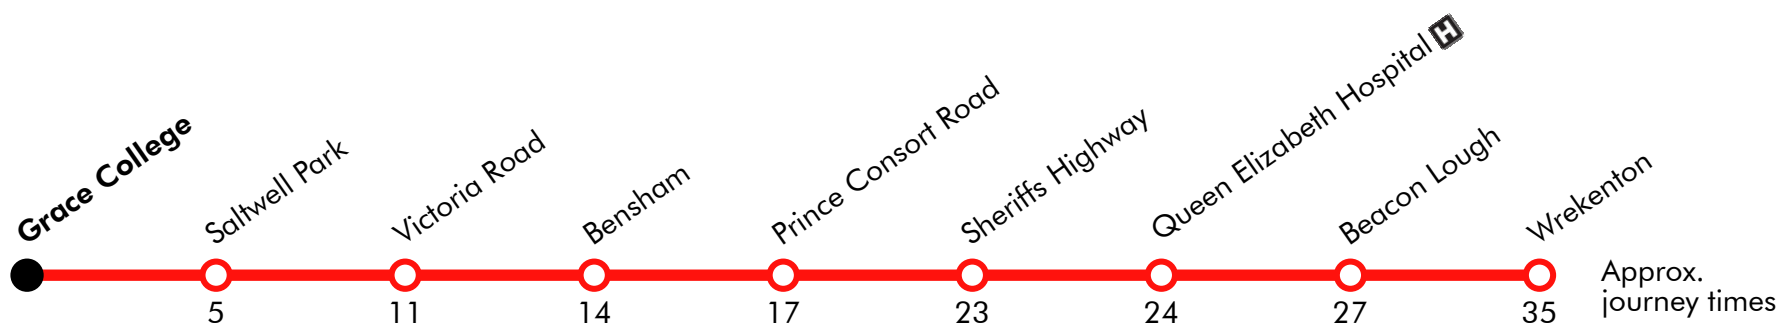 Grace College
Saltwell Park
Victoria Road
Bensham
Prince Consort Road
Sheriffs Highway
Queen Elizabeth Hospital H
Beacon Lough
Wrekenton
5
11
14
17
23
24
27
35
Approx.
journey times